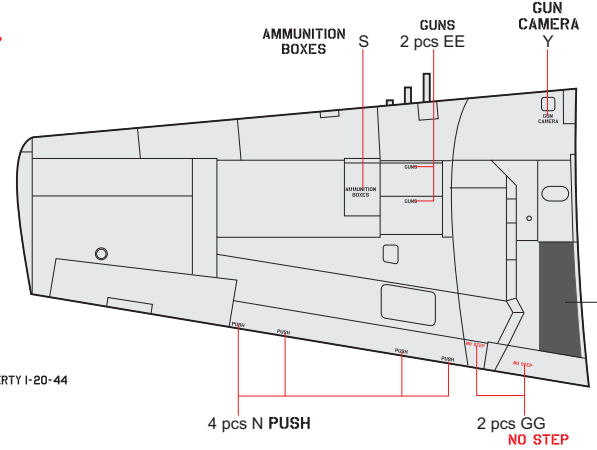 GUN
CAMERA
Y
AMMUNITION
BOXES
S
GUNS
2 pcs EE
GUN
CAMERA
GUNS
AMMUNITION
BOXES
GUNS
PUSH
PUSH
PUSH
PUSH
NO STEP
NO STEP
ERTY I-20-44
4 pcs N PUSH
2 pcs GG
NO STEP